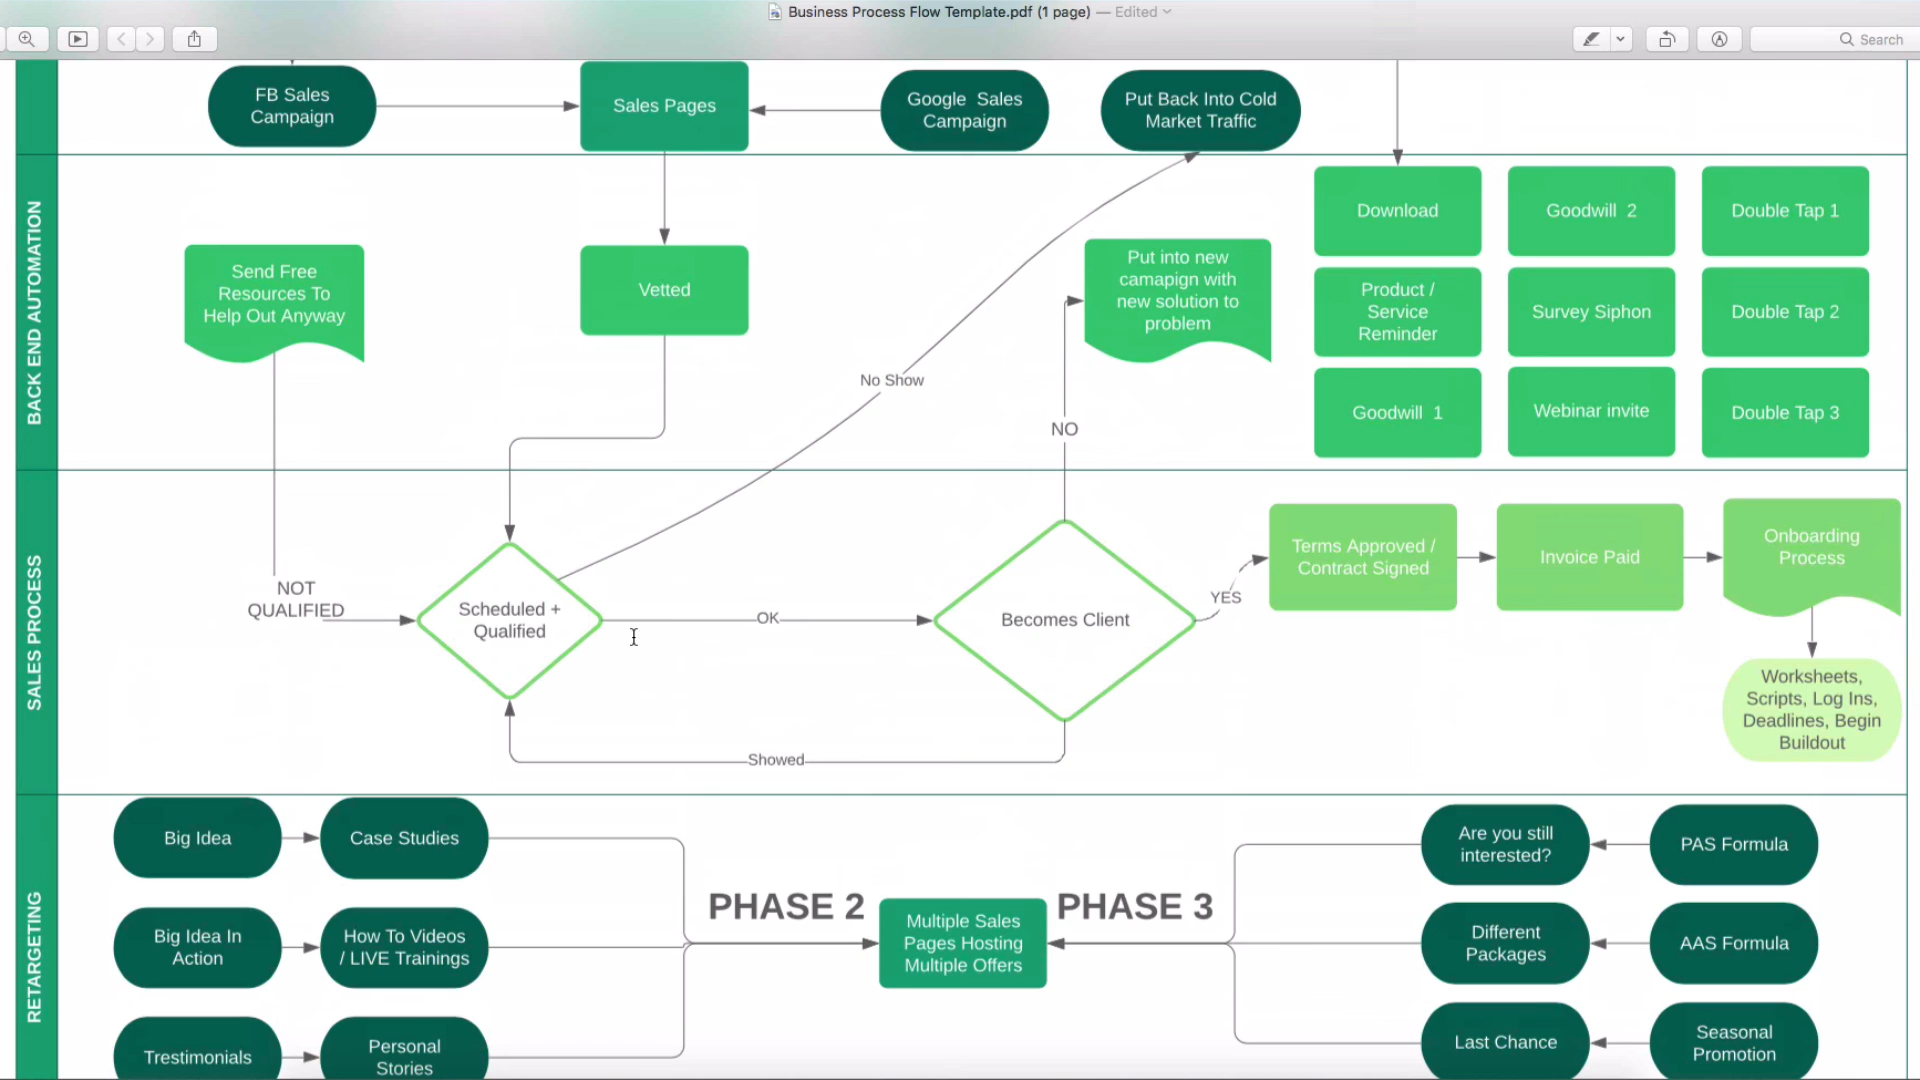 Business Process Flow Template.pdf (1 page) — Edited
Search
FB Sales
Campaign
Sales Pages
Google  Sales
Campaign
Put Back Into Cold
Market Traffic
BACK END AUTOMATION
Send Free
Resources To
Help Out Anyway
Vetted
No Show
Put into new
camapign with
new solution to
problem
NO
Download
Goodwill  2
Double Tap 1
Product /
Service
Reminder
Survey Siphon
Double Tap 2
Goodwill  1
Webinar invite
Double Tap 3
SALES PROCESS
NOT
QUALIFIED
Scheduled +
Qualified
OK
Becomes Client
YES
Terms Approved /
Contract Signed
Invoice Paid
Onboarding
Process
Worksheets,
Scripts, Log Ins,
Deadlines, Begin
Buildout
Showed
RETARGETING
Big Idea
Case Studies
Big Idea In
Action
How To Videos
/ LIVE Trainings
Trestimonials
Personal
Stories
PHASE 2
Multiple Sales
Pages Hosting
Multiple Offers
PHASE 3
Are you still
interested?
PAS Formula
Different
Packages
AAS Formula
Last Chance
Seasonal
Promotion